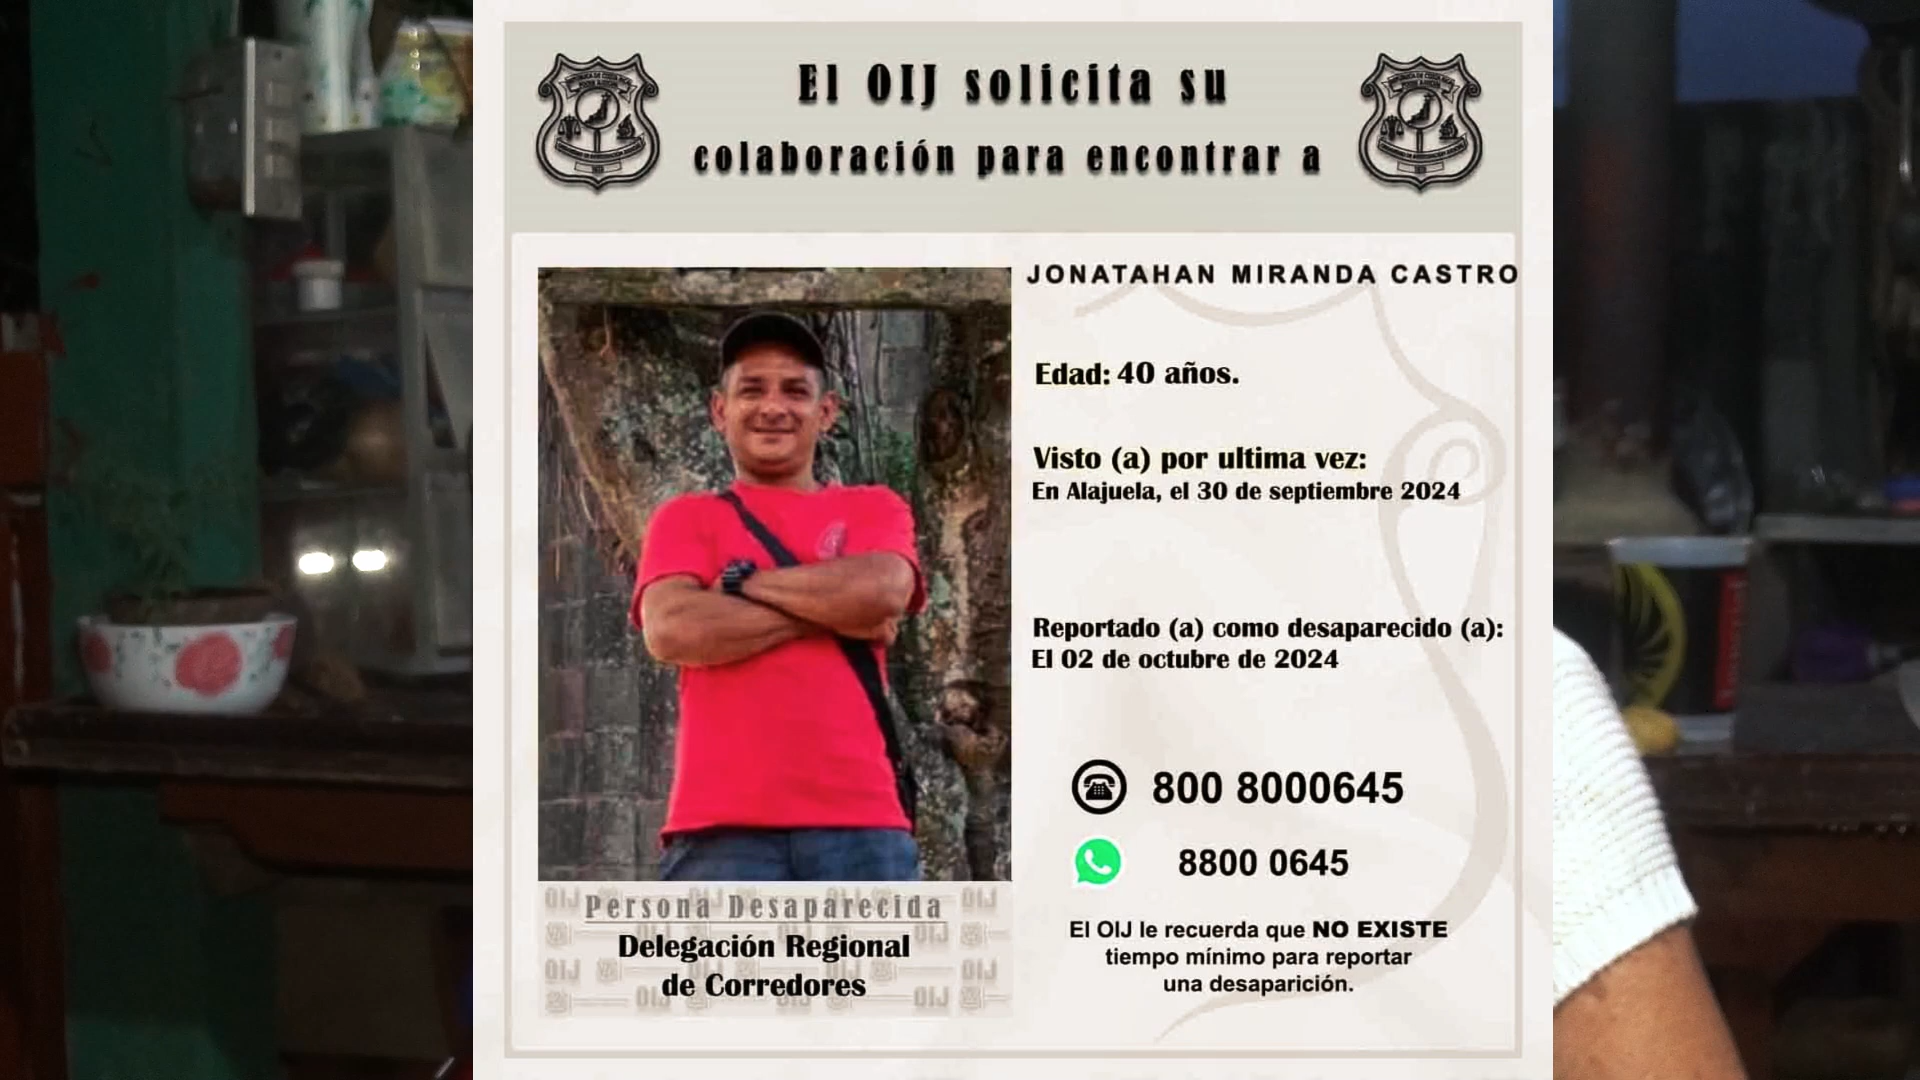 El OIJ solicita su
colaboración para encontrar a
JONATAHAN MIRANDA CASTRO
Edad: 40 años.
Visto (a) por ultima vez:
En Alajuela, el 30 de septiembre 2024
Reportado (a) como desaparecido (a):
El 02 de octubre de 2024
800 8000645
8800 0645
El OIJ le recuerda que NO EXISTE
tiempo mínimo para reportar
una desaparición.
Persona Desaparecida
Delegación Regional
de Corredores